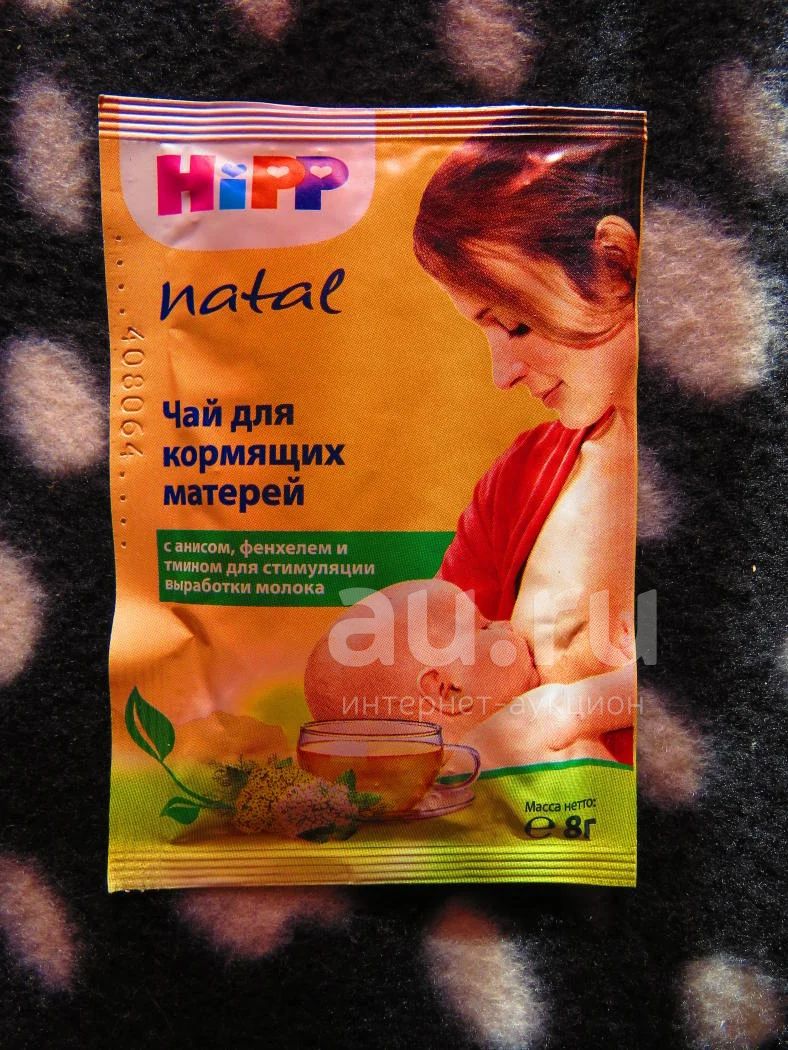 HiPP
natal
408064
Чай для
кормящих
матерей
с анисом, фенхелем и
тмином для стимуляции
выработки молока
au.ru
интернет-аукцион
Масса нетто:
℮ 8г